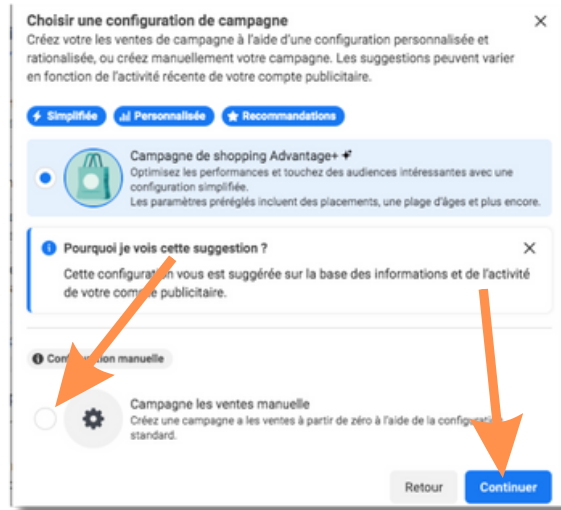 Choisir une configuration de campagne
Créez votre les ventes de campagne à l'aide d'une configuration personnalisée et
rationalisée, ou créez manuellement votre campagne. Les suggestions peuvent varier
en fonction de l'activité récente de votre compte publicitaire.
Simplifiée Personnalisée Recommandations
Campagne de shopping Advantage+
Optimisez les performances et touchez des audiences intéressantes avec une
configuration simplifiée.
Les paramètres préréglés incluent des placements, une plage d'âges et plus encore.
Pourquoi je vois cette suggestion ?
Cette configuration vous est suggérée sur la base des informations et de l'activité
de votre compte publicitaire.
Configuration manuelle
Campagne les ventes manuelle
Créez une campagne a les ventes à partir de zéro à l'aide de la configuration
standard.
Retour Continuer